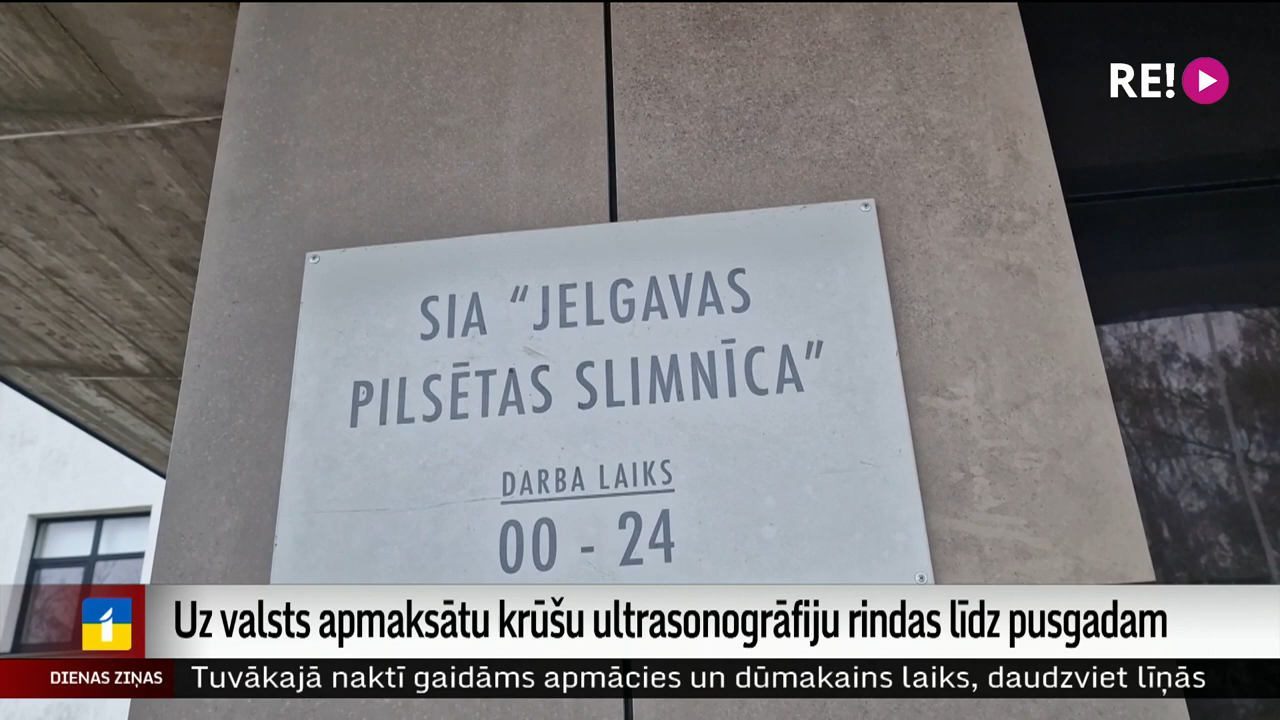 RE!
SIA “JELGAVAS
PILSĒTAS SLIMNĪCA”
DARBA LAIKS
00 - 24
1
Uz valsts apmaksātu krūšu ultrasonogrāfiju rindas līdz pusgadam
DIENAS ZIŅAS
Tuvākajā naktī gaidāms apmācies un dūmakains laiks, daudzviet līņās